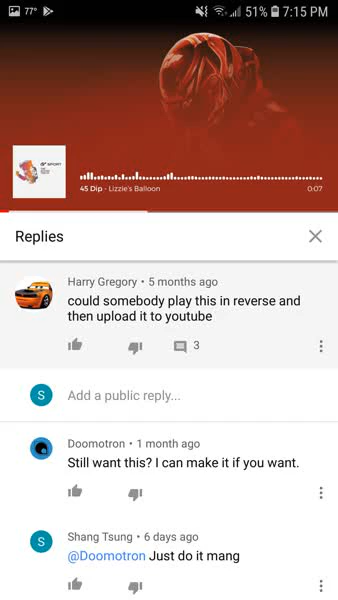 77°
51% 7:15 PM
GT SPORT
45 Dip - Lizzie's Balloon
0:07
Replies
Harry Gregory • 5 months ago
could somebody play this in reverse and
then upload it to youtube
3
S
Add a public reply...
Doomotron • 1 month ago
Still want this? I can make it if you want.
S
Shang Tsung • 6 days ago
@Doomotron Just do it mang